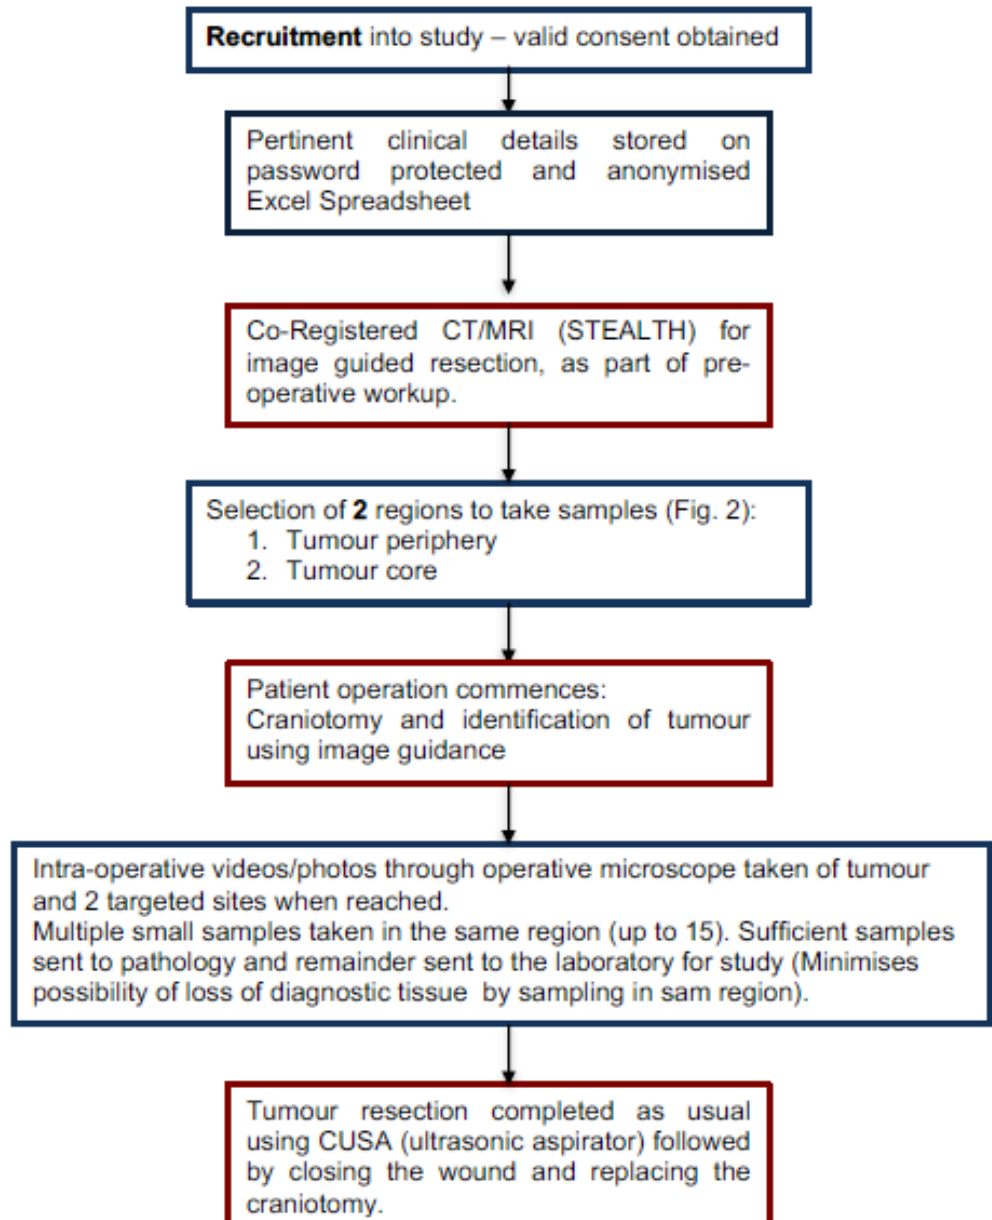 Recruitment into study – valid consent obtained
Pertinent clinical details stored on
password protected and anonymised
Excel Spreadsheet
Co-Registered CT/MRI (STEALTH) for
image guided resection, as part of pre-
operative workup.
Selection of 2 regions to take samples (Fig. 2):
1. Tumour periphery
2. Tumour core
Patient operation commences:
Craniotomy and identification of tumour
using image guidance
Intra-operative videos/photos through operative microscope taken of tumour
and 2 targeted sites when reached.
Multiple small samples taken in the same region (up to 15). Sufficient samples
sent to pathology and remainder sent to the laboratory for study (Minimises
possibility of loss of diagnostic tissue by sampling in sam region).
Tumour resection completed as usual
using CUSA (ultrasonic aspirator) followed
by closing the wound and replacing the
craniotomy.